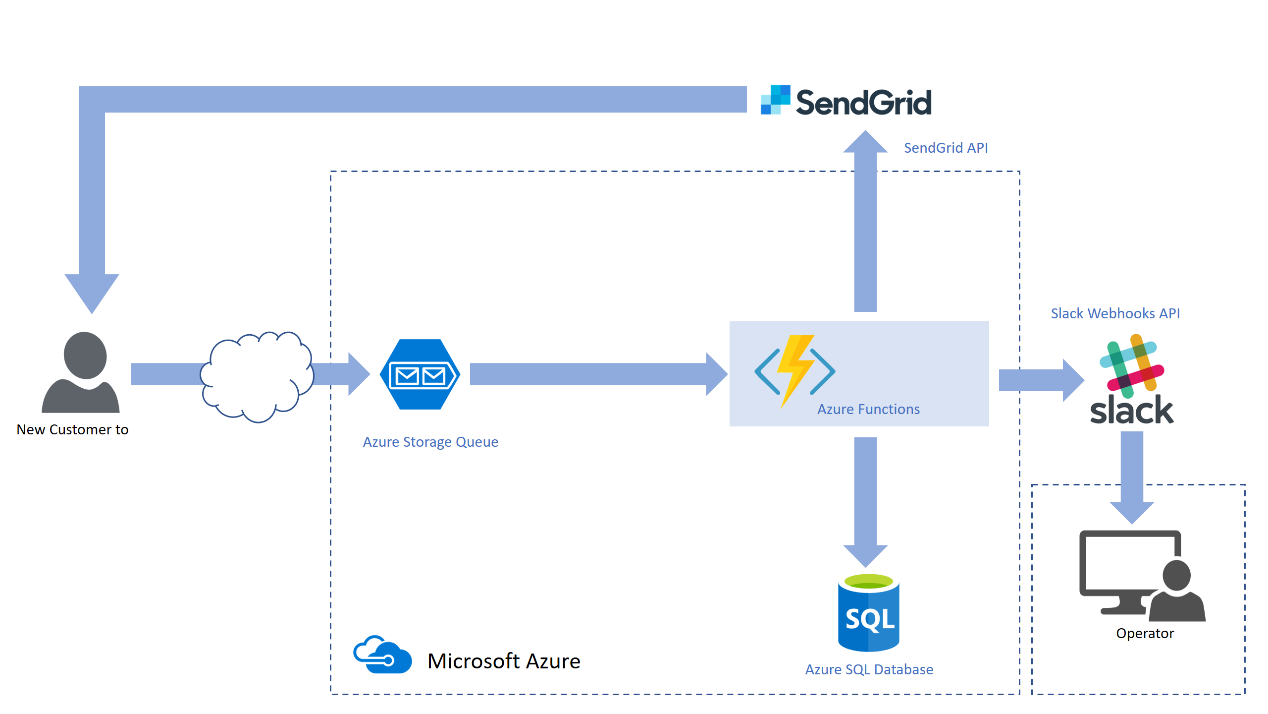 SendGrid
SendGrid API
Slack Webhooks API
slack
Azure Functions
New Customer to
Azure Storage Queue
SQL
Operator
Microsoft Azure
Azure SQL Database